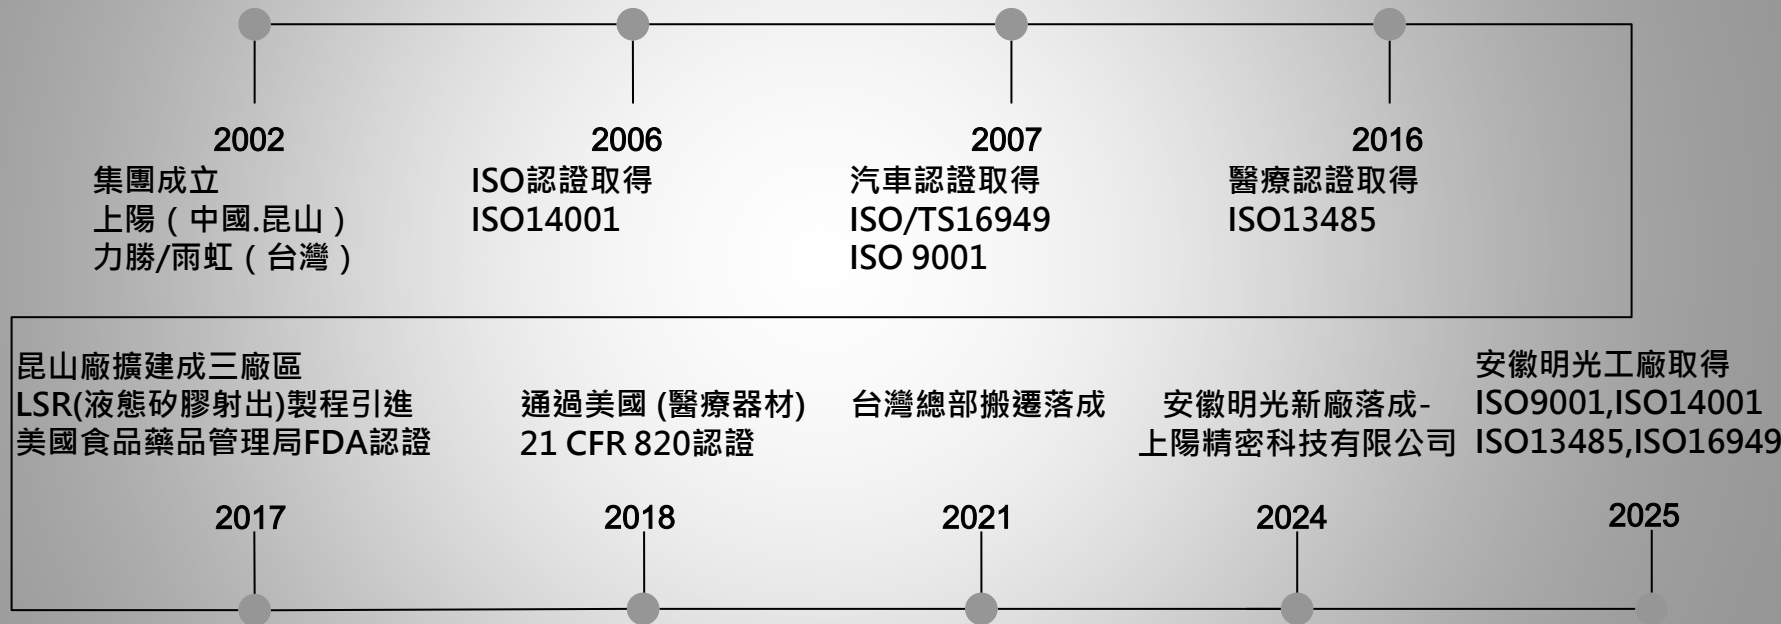 2002
集團成立
上陽（中國.昆山）
力勝/雨虹（台灣）
2006
ISO認證取得
ISO14001
2007
汽車認證取得
ISO/TS16949
ISO 9001
2016
醫療認證取得
ISO13485
昆山廠擴建成三廠區
LSR(液態矽膠射出)製程引進
美國食品藥品管理局FDA認證
2017
通過美國 (醫療器材)
21 CFR 820認證
2018
台灣總部搬遷落成
2021
安徽明光新廠落成-
上陽精密科技有限公司
2024
安徽明光工廠取得
ISO9001,ISO14001
ISO13485,ISO16949
2025